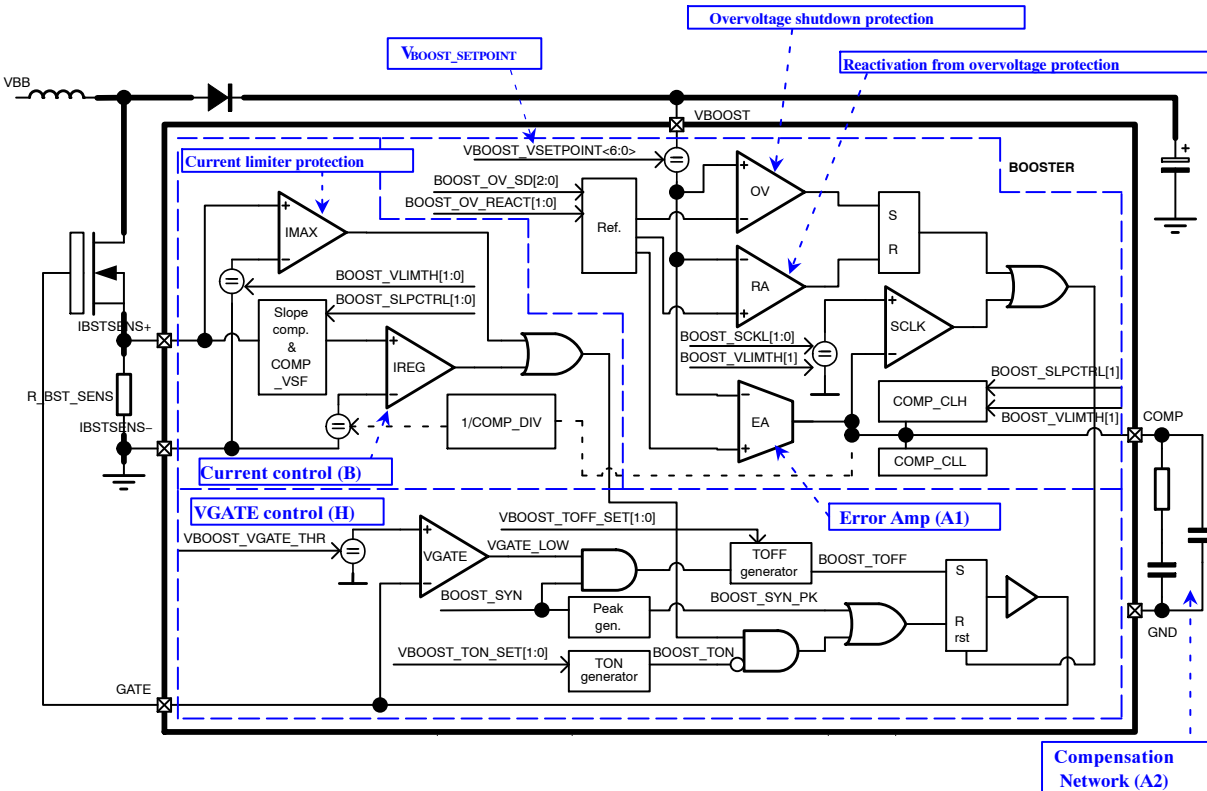 Overvoltage shutdown protection
VBOOST_SETPOINT
Reactivation from overvoltage protection
VBB
VBOOST
VBOOST_VSETPOINT<6:0>
=
BOOSTER
+
Current limiter protection
BOOST_OV_SD[2:0]
BOOST_OV_REACT[1:0]
Ref.
+
OV
−
S
R
+
IMAX
−
=
BOOST_VLIMTH[1:0]
BOOST_SLPCTRL[1:0]
−
RA
+
IBSTSENS+
Slope
comp.
&
COMP
_VSF
+
IREG
−
BOOST_SCKL[1:0]
BOOST_VLIMTH[1]
=
+
SCLK
−
R_BST_SENS
IBSTSENS−
=
1/COMP_DIV
−
EA
+
COMP_CLH
BOOST_SLPCTRL[1]
BOOST_VLIMTH[1]
COMP
COMP_CLL
Current control (B)
VGATE control (H)
Error Amp (A1)
VBOOST_VGATE_THR
=
+
VGATE
−
VGATE_LOW
VBOOST_TOFF_SET[1:0]
TOFF
generator
BOOST_TOFF
S
R
rst
BOOST_SYN
Peak
gen.
BOOST_SYN_PK
GND
VBOOST_TON_SET[1:0]
TON
generator
BOOST_TON
GATE
Compensation
Network (A2)